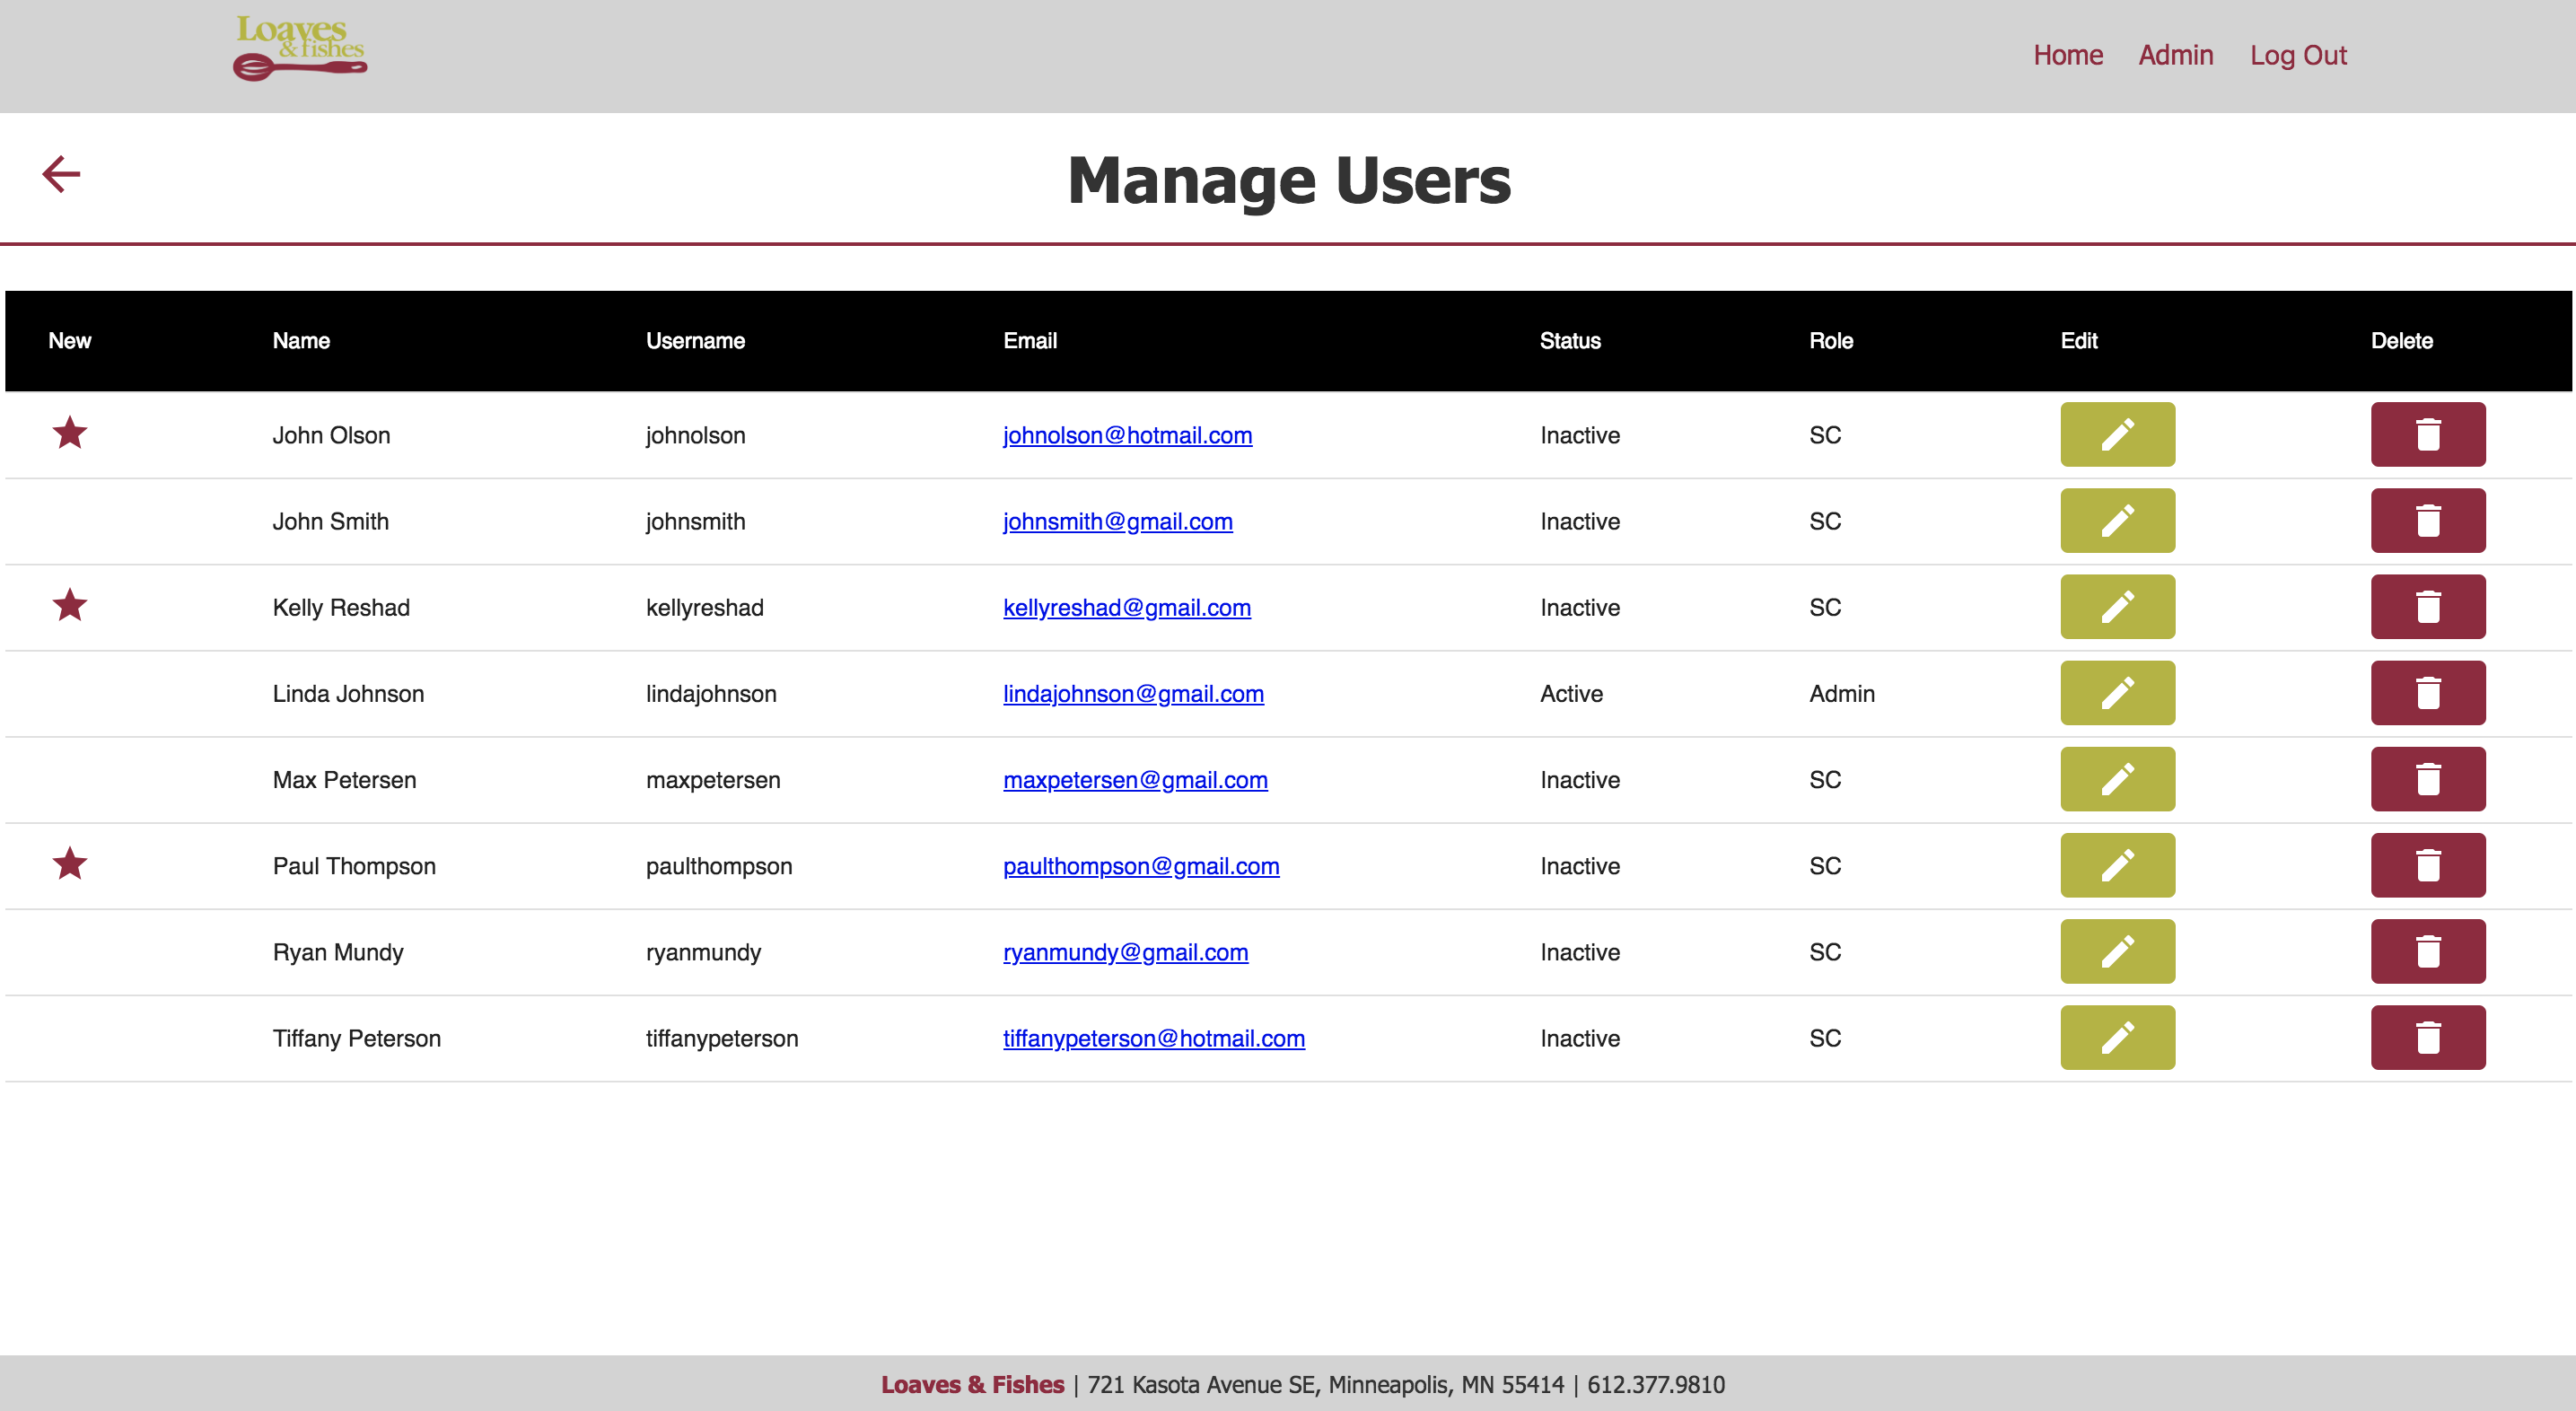 Loaves
& fishes
Home Admin Log Out
Manage Users
New Name Username Email Status Role Edit Delete
John Olson johnolson johnolson@hotmail.com Inactive SC
John Smith johnsmith johnsmith@gmail.com Inactive SC
Kelly Reshad kellyreshad kellyreshad@gmail.com Inactive SC
Linda Johnson lindajohnson lindajohnson@gmail.com Active Admin
Max Petersen maxpetersen maxpetersen@gmail.com Inactive SC
Paul Thompson paulthompson paulthompson@gmail.com Inactive SC
Ryan Mundy ryanmundy ryanmundy@gmail.com Inactive SC
Tiffany Peterson tiffanypeterson tiffanypeterson@hotmail.com Inactive SC
Loaves & Fishes | 721 Kasota Avenue SE, Minneapolis, MN 55414 | 612.377.9810